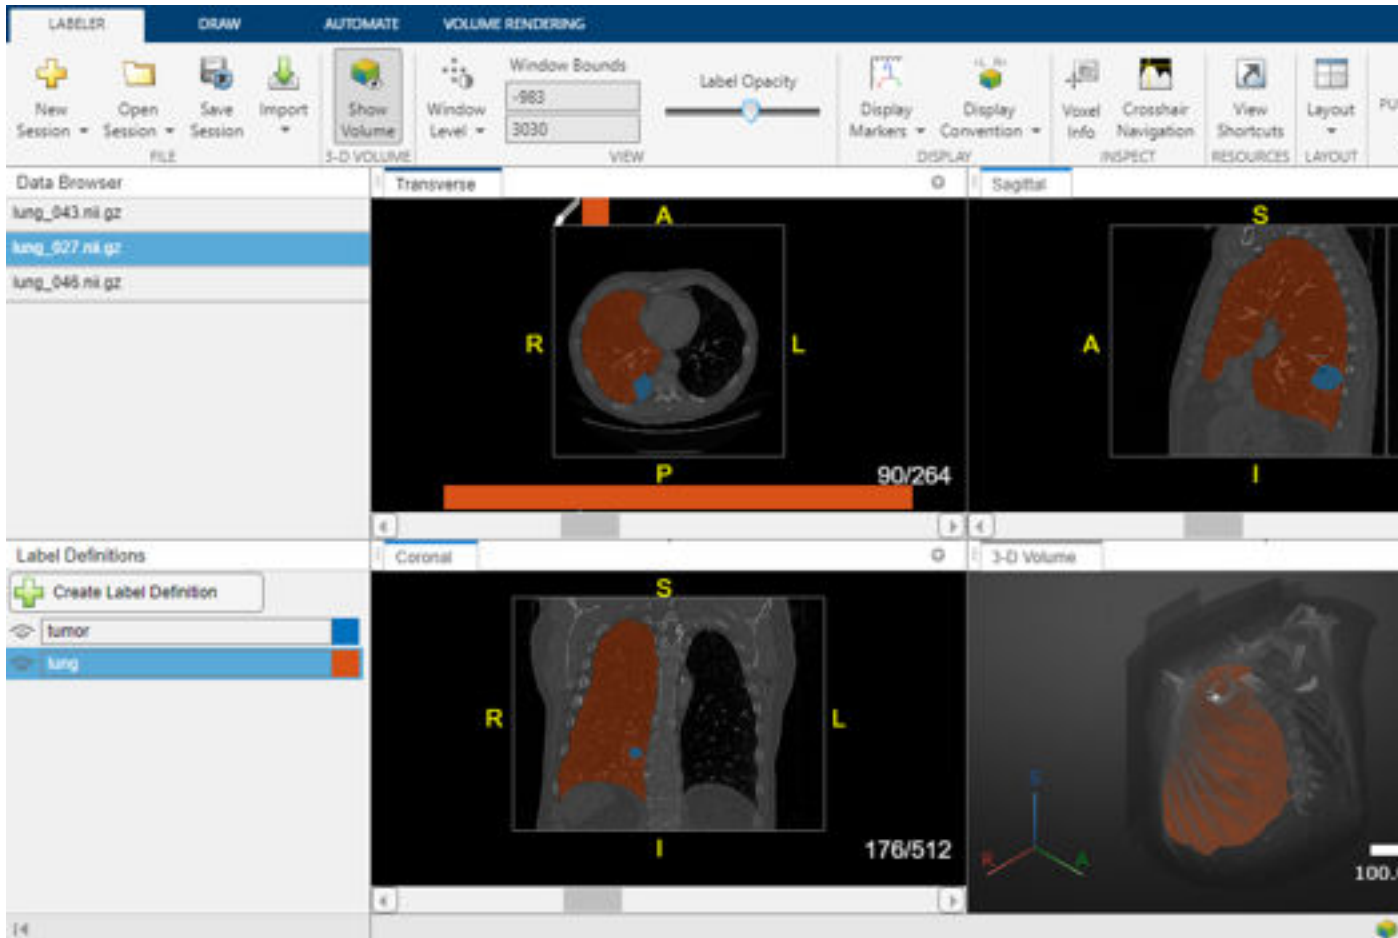 LABELER DRAW AUTOMATE VOLUME RENDERING
New Session Open Session Save Session Import Show Volume Window Level Window Bounds -983 3030 Label Opacity Display Markers Display Convention Voxel Info Crosshair Navigation View Shortcuts Layout PU
FILE 3-D VOLUME VIEW DISPLAY INSPECT RESOURCES LAYOUT
Data Browser
lung_043.nii.gz
lung_027.nii.gz
lung_046.nii.gz
Transverse
A
R L
P
90/264
Sagittal
S
A
I
Label Definitions
Create Label Definition
tumor
lung
Coronal
S
R L
I
176/512
3-D Volume
S
R A
100.